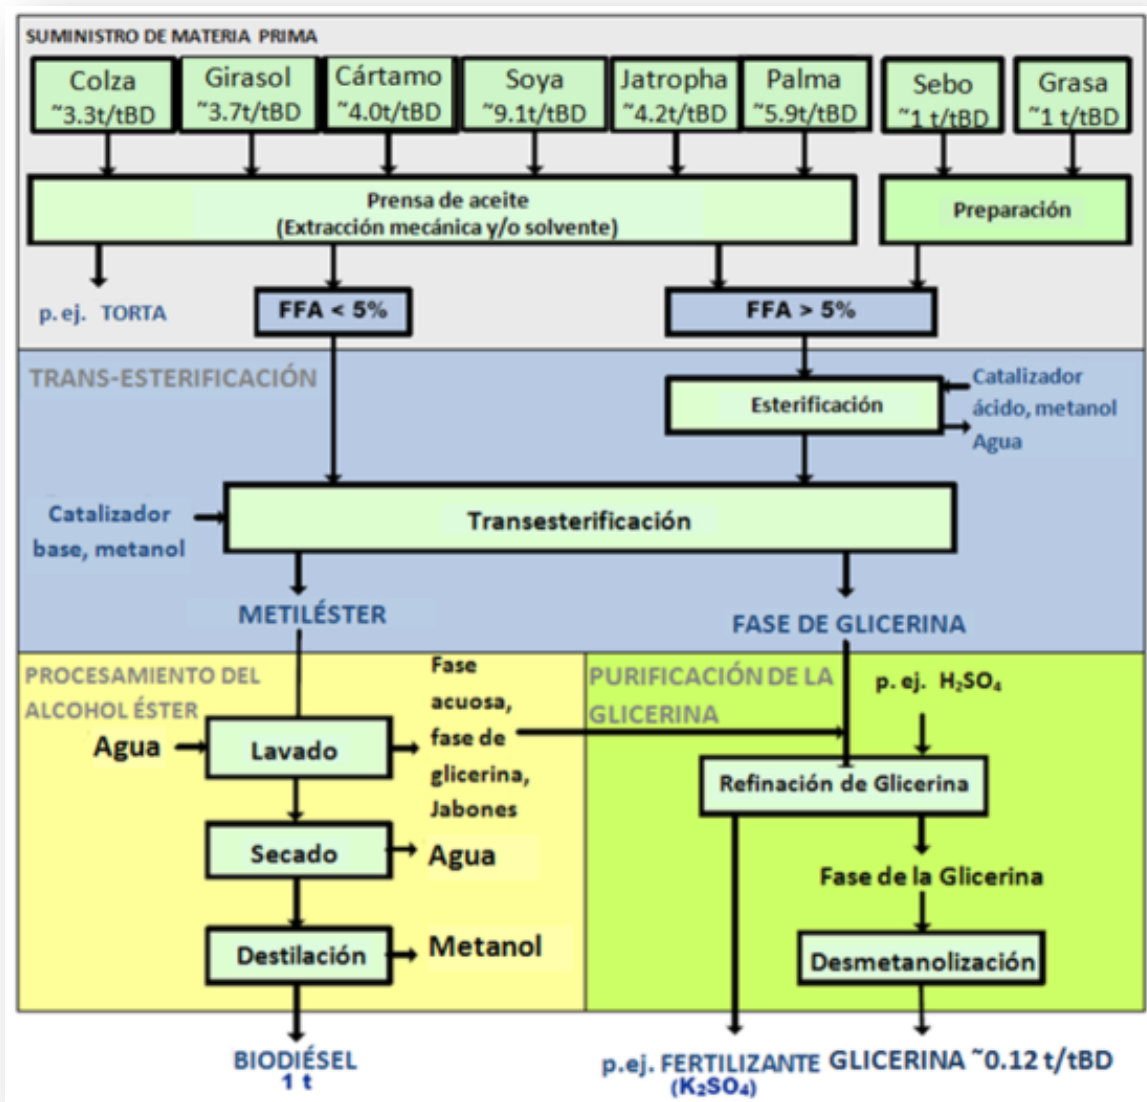 SUMINISTRO DE MATERIA PRIMA
Colza
~3.3t/tBD
Girasol
~3.7t/tBD
Cártamo
~4.0t/tBD
Soya
~9.1t/tBD
Jatropha
~4.2t/tBD
Palma
~5.9t/tBD
Sebo
~1 t/tBD
Grasa
~1 t/tBD
Prensa de aceite
(Extracción mecánica y/o solvente)
Preparación
p. ej. TORTA
FFA < 5%
FFA > 5%
TRANS-ESTERIFICACIÓN
Esterificación
Catalizador
ácido, metanol
Agua
Catalizador
base, metanol
Transesterificación
METILÉSTER
FASE DE GLICERINA
PROCESAMIENTO DEL
ALCOHOL ÉSTER
Agua
Lavado
Fase
acuosa,
fase de
glicerina,
Jabones
Secado
Agua
Destilación
Metanol
BIODIÉSEL
1 t
PURIFICACIÓN DE LA
GLICERINA
p. ej. H₂SO₄
Refinación de Glicerina
Fase de la Glicerina
Desmetanolización
p.ej. FERTILIZANTE
(K₂SO₄)
GLICERINA ~0.12 t/tBD